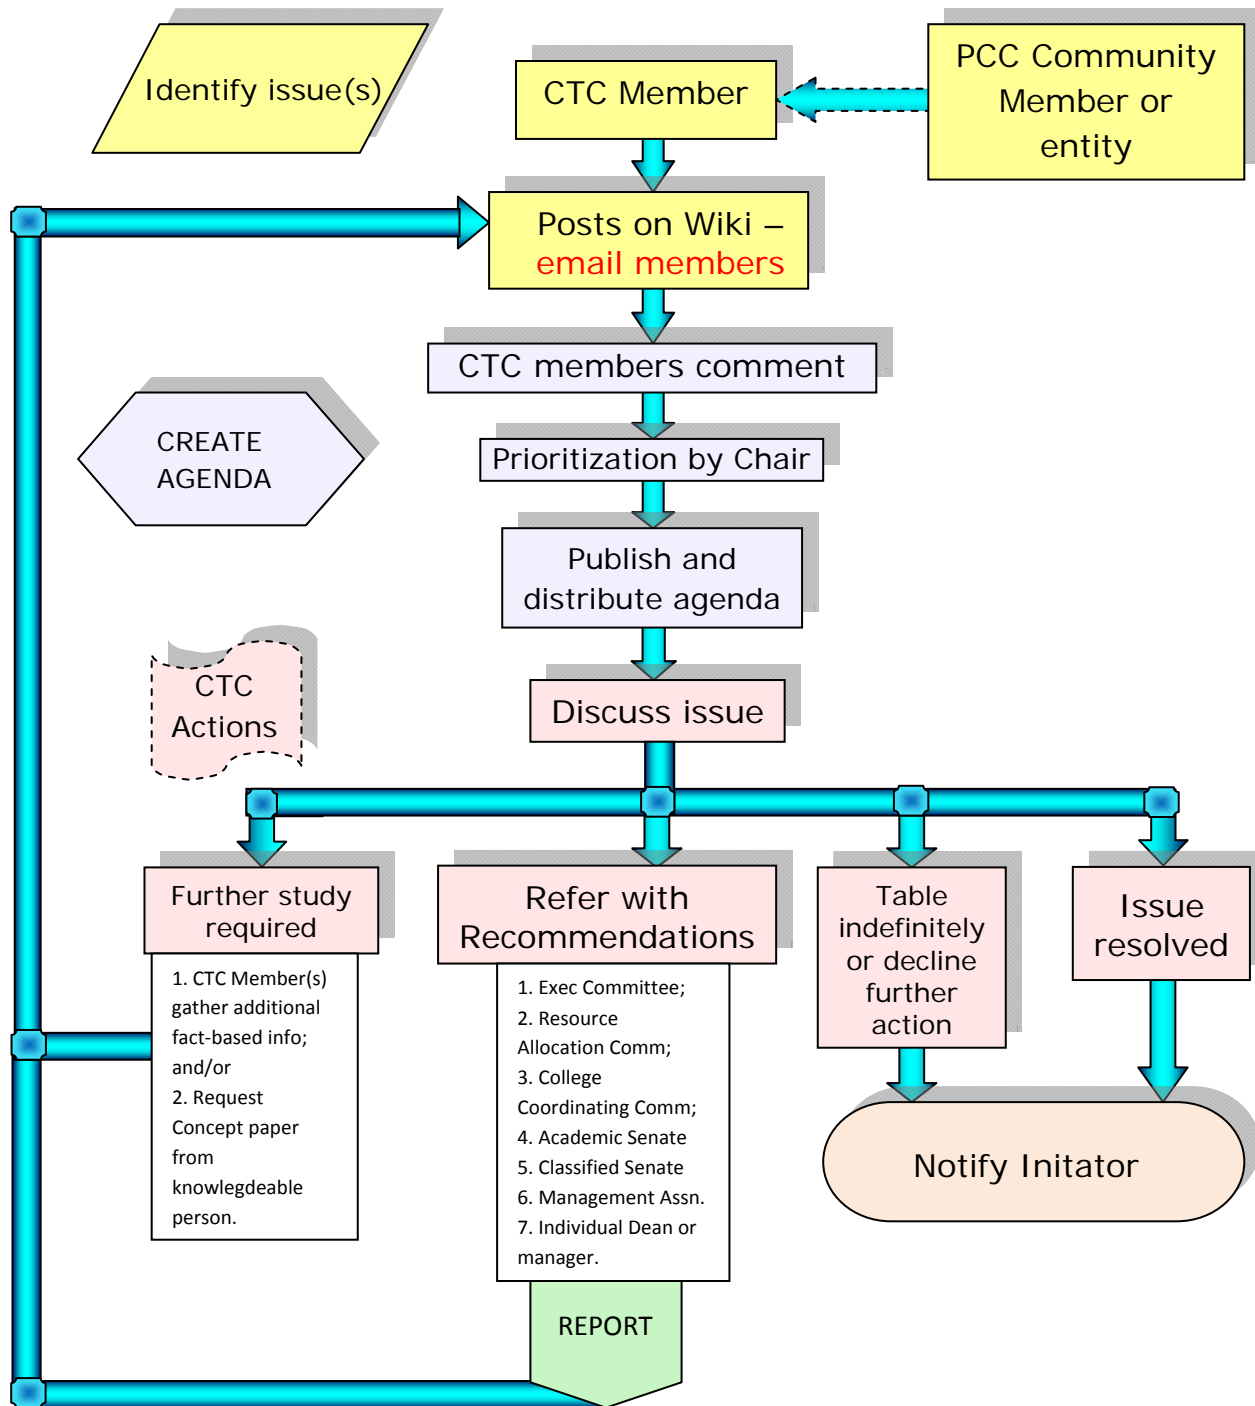 Identify issue(s)
CTC Member
PCC Community
Member or
entity
Posts on Wiki –
email members
CTC members comment
CREATE
AGENDA
Prioritization by Chair
Publish and
distribute agenda
CTC
Actions
Discuss issue
Further study
required
1. CTC Member(s)
gather additional
fact-based info;
and/or
2. Request
Concept paper
from
knowlegdeable
person.
Refer with
Recommendations
1. Exec Committee;
2. Resource
Allocation Comm;
3. College
Coordinating Comm;
4. Academic Senate
5. Classified Senate
6. Management Assn.
7. Individual Dean or
manager.
REPORT
Table
indefinitely
or decline
further
action
Issue
resolved
Notify Initator